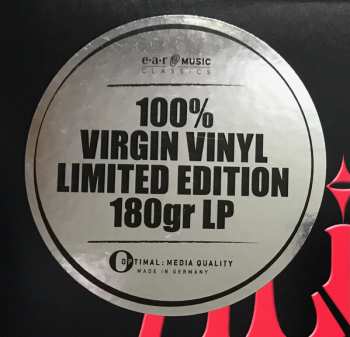 e·a·r MUSIC
CLASSICS
100%
VIRGIN ViNYL
LIMITED EDITION
180gr LP
OPTIMAL: MEDIA QUALITY
MADE IN GERMANY